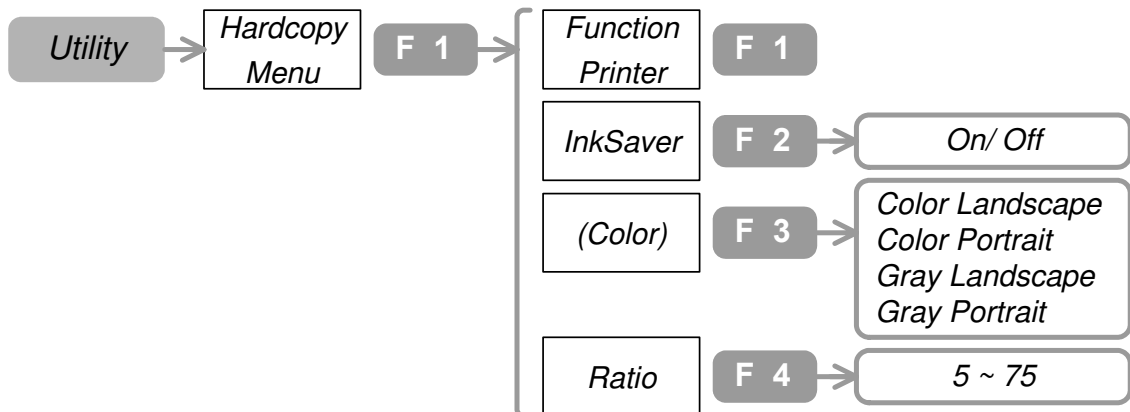 Utility
Hardcopy
Menu
F 1
Function
Printer
F 1
InkSaver
F 2
On/ Off
(Color)
F 3
Color Landscape
Color Portrait
Gray Landscape
Gray Portrait
Ratio
F 4
5 ~ 75